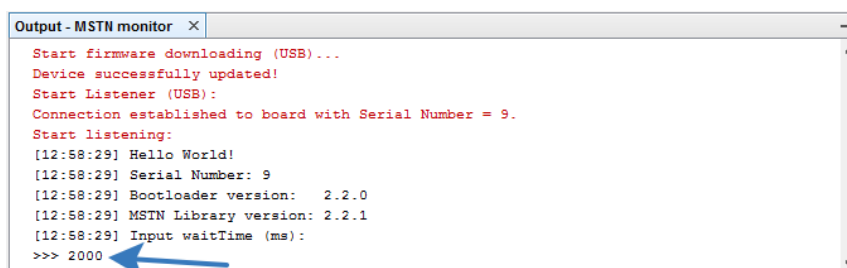 Output - MSTN monitor ×
Start firmware downloading (USB)...
Device successfully updated!
Start Listener (USB):
Connection established to board with Serial Number = 9.
Start listening:
[12:58:29] Hello World!
[12:58:29] Serial Number: 9
[12:58:29] Bootloader version:   2.2.0
[12:58:29] MSTN Library version: 2.2.1
[12:58:29] Input waitTime (ms):
>>> 2000